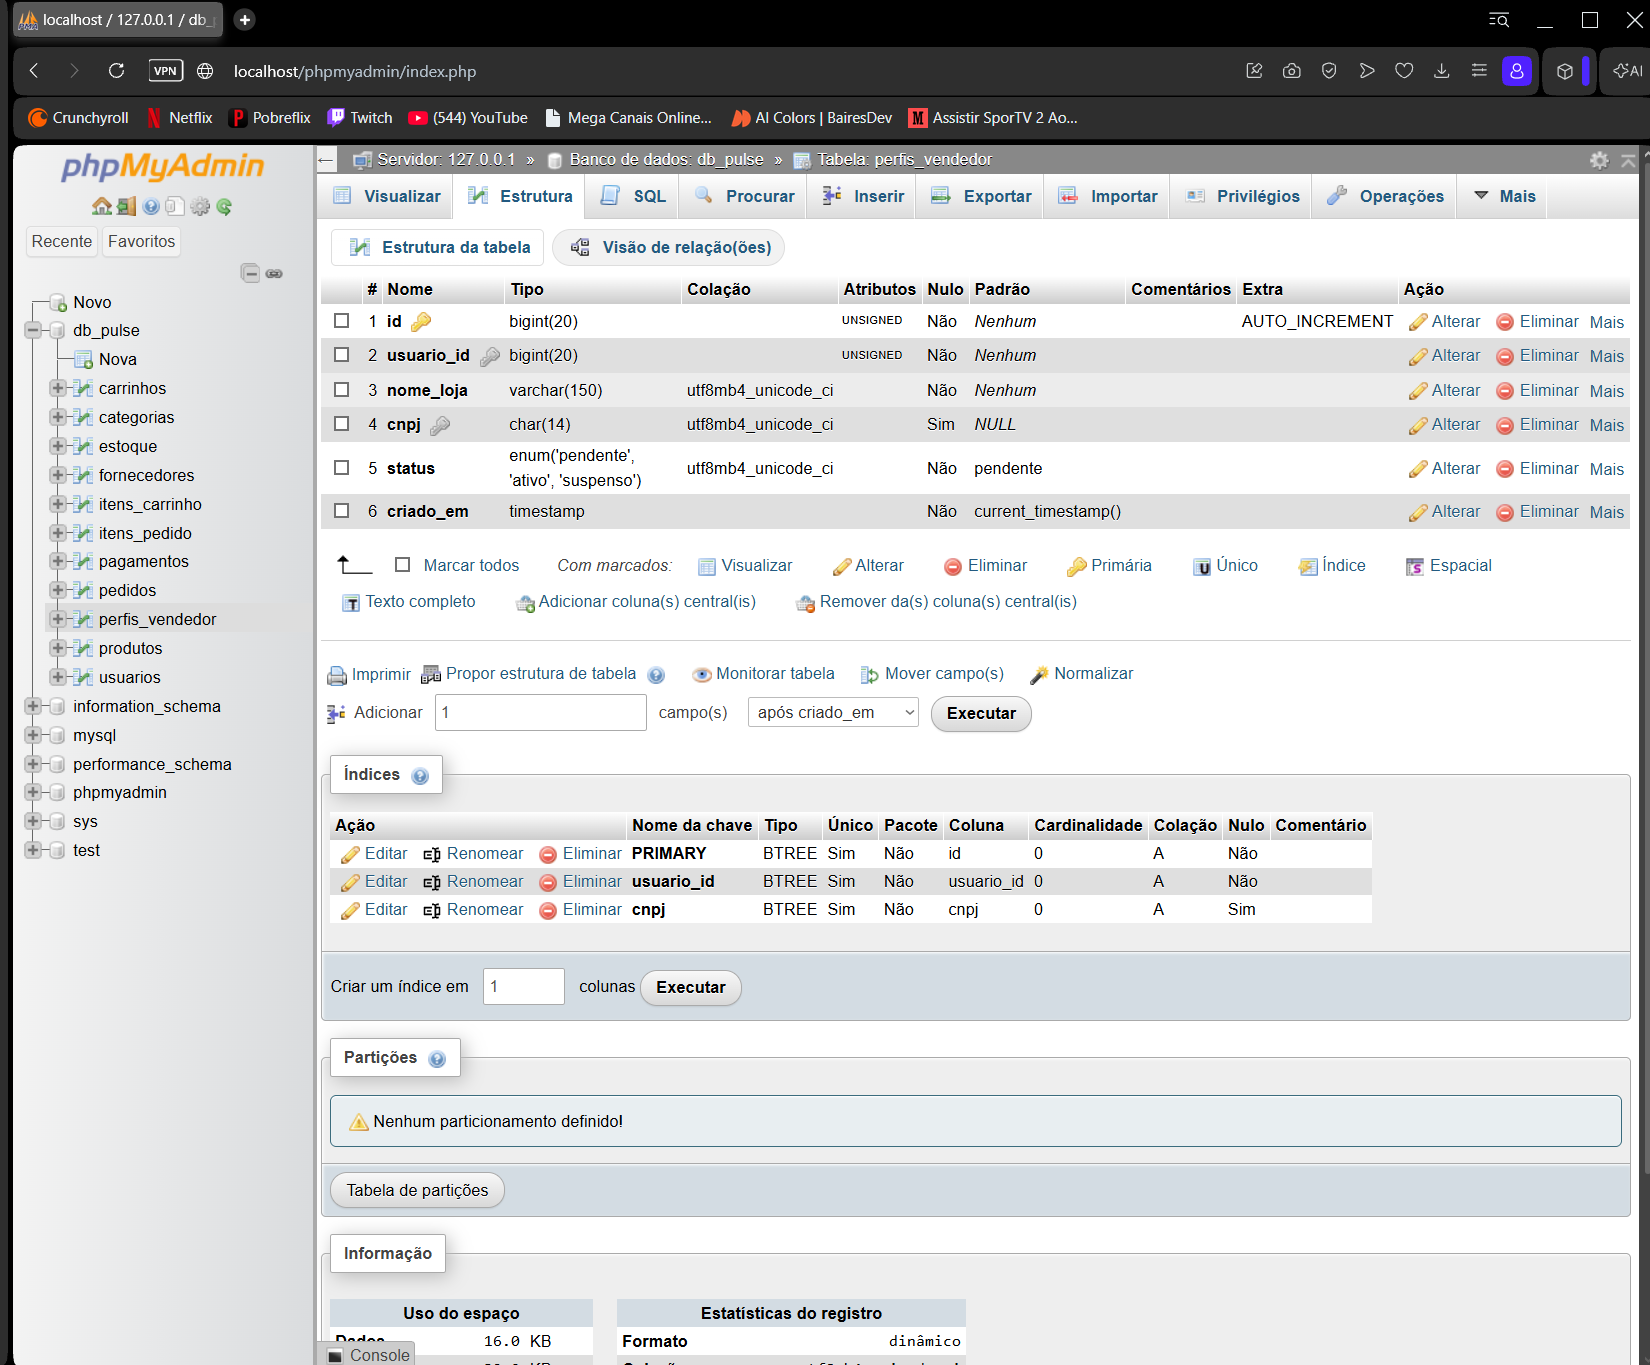 localhost / 127.0.0.1 / db_
VPN
localhost/phpmyadmin/index.php
AI
Crunchyroll
Netflix
Pobreflix
Twitch
(544) YouTube
Mega Canais Online...
AI Colors | BairesDev
Assistir SporTV 2 Ao...
phpMyAdmin
Recente
Favoritos
Novo
db_pulse
Nova
carrinhos
categorias
estoque
fornecedores
itens_carrinho
itens_pedido
pagamentos
pedidos
perfis_vendedor
produtos
usuarios
information_schema
mysql
performance_schema
phpmyadmin
sys
test
Servidor: 127.0.0.1 » Banco de dados: db_pulse » Tabela: perfis_vendedor
Visualizar Estrutura SQL Procurar Inserir Exportar Importar Privilégios Operações Mais
Estrutura da tabela Visão de relação(ões)
# Nome Tipo Colação Atributos Nulo Padrão Comentários Extra Ação
1 id bigint(20) UNSIGNED Não Nenhum AUTO_INCREMENT Alterar Eliminar Mais
2 usuario_id bigint(20) UNSIGNED Não Nenhum Alterar Eliminar Mais
3 nome_loja varchar(150) utf8mb4_unicode_ci Não Nenhum Alterar Eliminar Mais
4 cnpj char(14) utf8mb4_unicode_ci Sim NULL Alterar Eliminar Mais
5 status enum('pendente', 'ativo', 'suspenso') utf8mb4_unicode_ci Não pendente Alterar Eliminar Mais
6 criado_em timestamp Não current_timestamp() Alterar Eliminar Mais
Marcar todos Com marcados: Visualizar Alterar Eliminar Primária Único Índice Espacial
Texto completo Adicionar coluna(s) central(is) Remover da(s) coluna(s) central(is)
Imprimir Propor estrutura de tabela Monitorar tabela Mover campo(s) Normalizar
Adicionar 1 campo(s) após criado_em Executar
Índices
Ação Nome da chave Tipo Único Pacote Coluna Cardinalidade Colação Nulo Comentário
Editar Renomear Eliminar PRIMARY BTREE Sim Não id 0 A Não
Editar Renomear Eliminar usuario_id BTREE Sim Não usuario_id 0 A Não
Editar Renomear Eliminar cnpj BTREE Sim Não cnpj 0 A Sim
Criar um índice em 1 colunas Executar
Partições
Nenhum particionamento definido!
Tabela de partições
Informação
Uso do espaço
Dados 16.0 KB
Estatísticas do registro
Formato dinâmico
Console